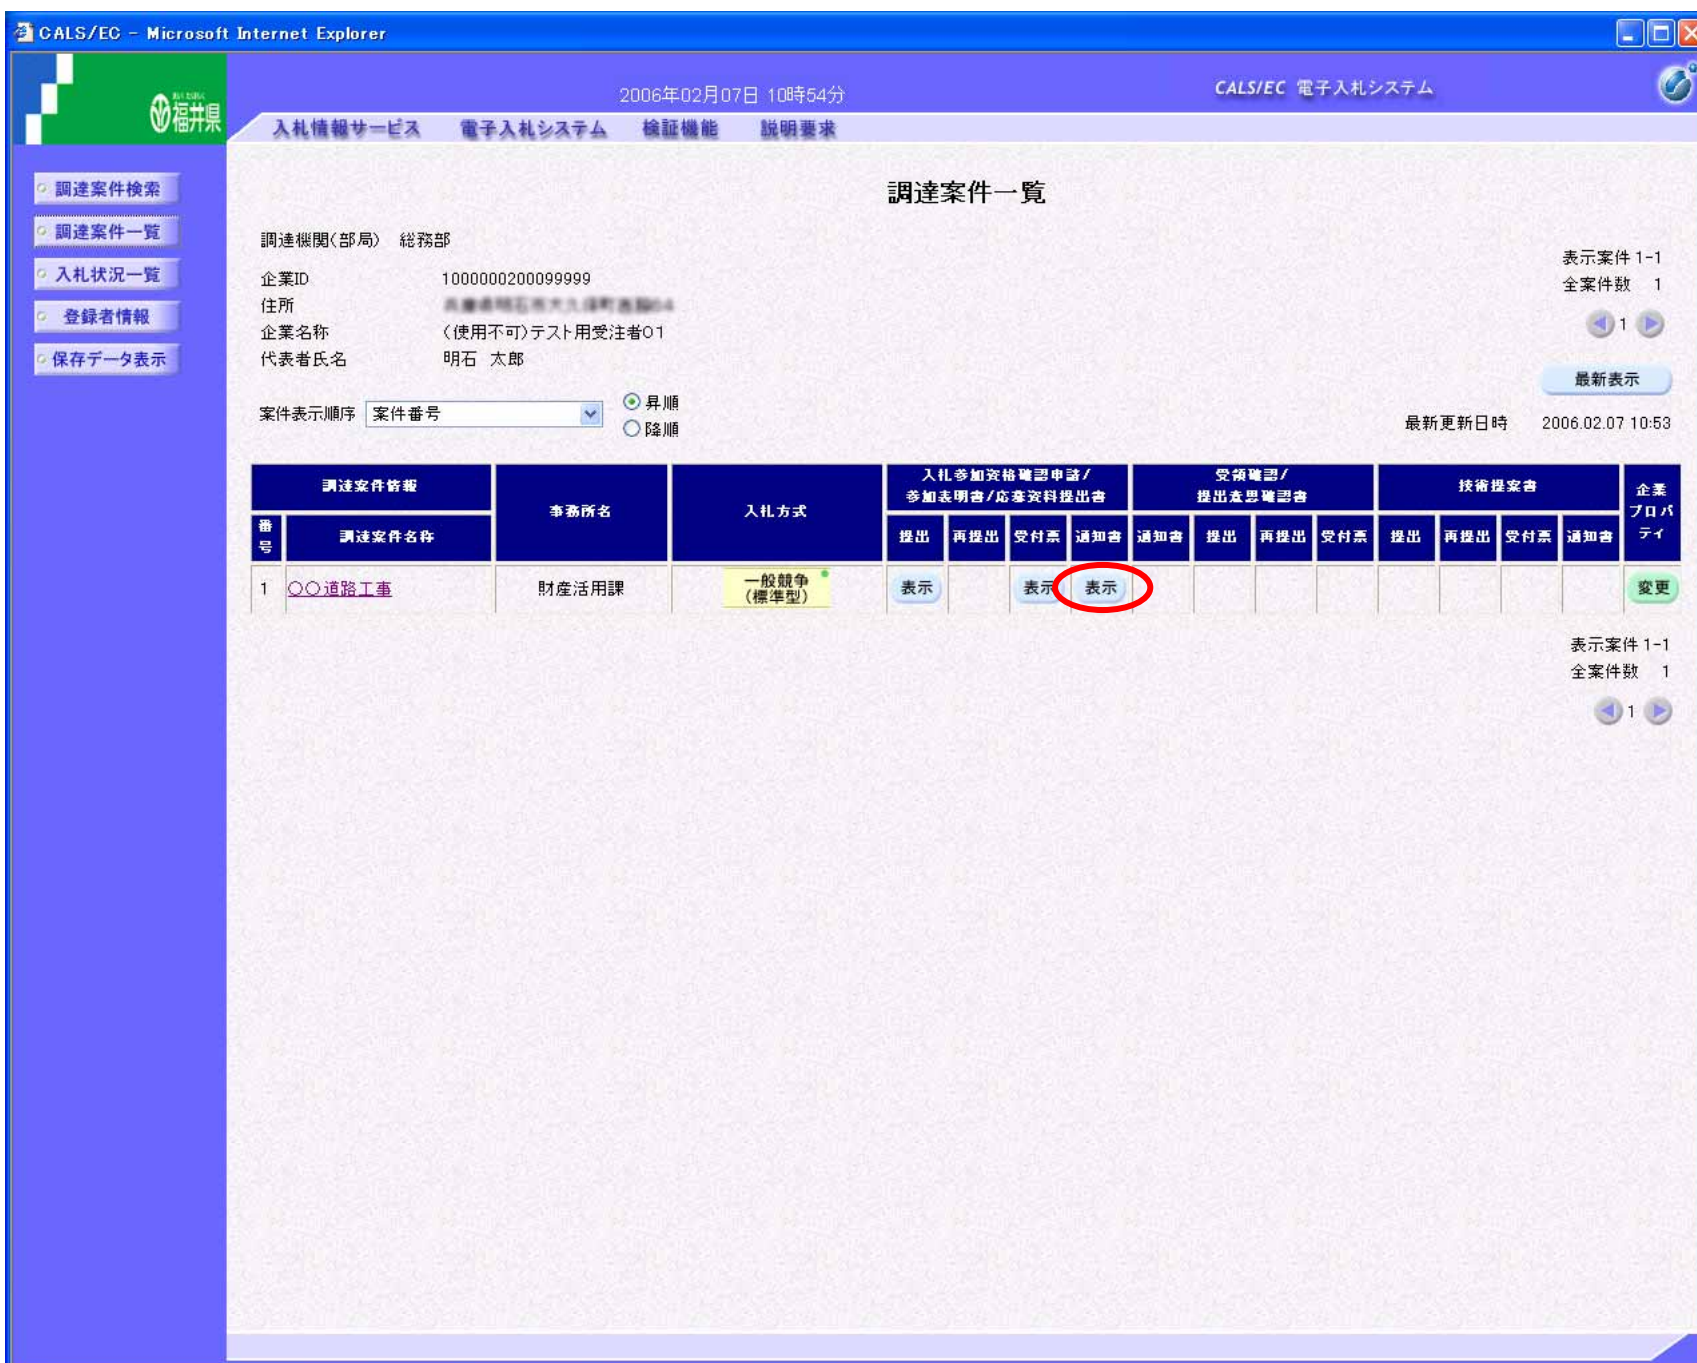 CALS/EC - Microsoft Internet Explorer
福井県
2006年02月07日 10時54分
CALS/EC 電子入札システム
入札情報サービス 電子入札システム 検証機能 説明要求
調達案件検索
調達案件一覧
入札状況一覧
登録者情報
保存データ表示
調達案件一覧
調達機関(部局) 総務部
企業ID 1000000200099999
住所
企業名称 (使用不可)テスト用受注者01
代表者氏名 明石 太郎
表示案件 1-1
全案件数 1
1
最新表示
案件表示順序 案件番号 昇順
降順
最新更新日時 2006.02.07 10:53
調達案件情報 事務所名 入札方式 入札参加資格確認申請/ 受領確認/ 技術提案書 企業
参加表明書/応募資料提出書 提出意思確認書 プロパ
番号 調達案件名称 提出 再提出 受付票 通知書 通知書 提出 再提出 受付票 提出 再提出 受付票 通知書 ティ
1 〇〇道路工事 財産活用課 一般競争 表示 表示 表示 変更
(標準型)
表示案件 1-1
全案件数 1
1